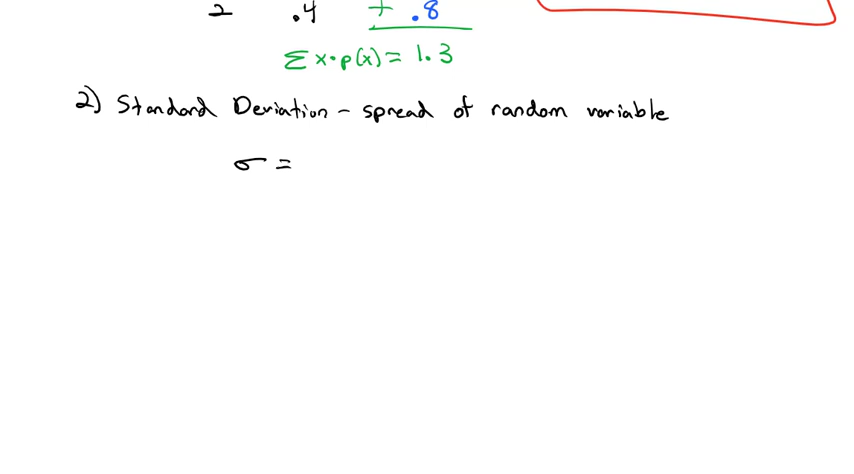 2 .4 + .8
Σ x·p(x) = 1.3
2) Standard Deviation – spread of random variable
σ =